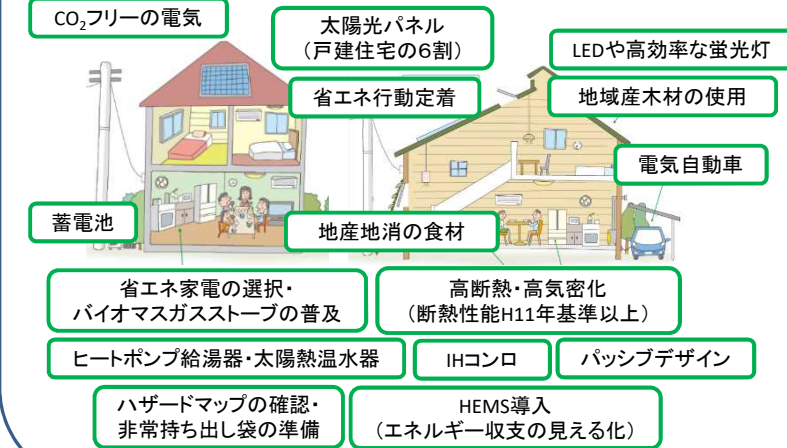 CO₂フリーの電気
太陽光パネル
(戸建住宅の6割)
LEDや高効率な蛍光灯
省エネ行動定着
地域産木材の使用
電気自動車
蓄電池
地産地消の食材
省エネ家電の選択・
バイオマスガスストーブの普及
高断熱・高気密化
(断熱性能H11年基準以上)
ヒートポンプ給湯器・太陽熱温水器
IHコンロ
パッシブデザイン
ハザードマップの確認・
非常持ち出し袋の準備
HEMS導入
(エネルギー収支の見える化)